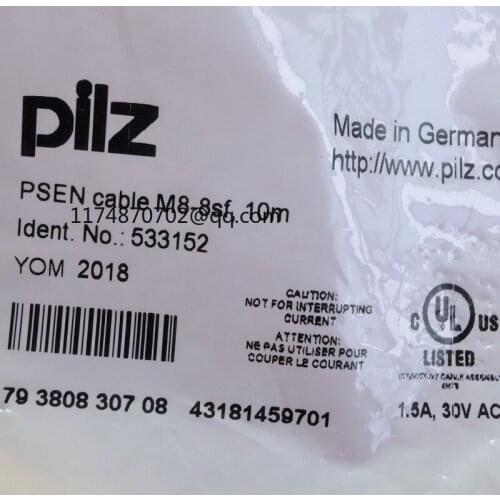 pilz
Made in German
http://www.pilz.co
PSEN cable M8-8sf, 10m
1174870702@qq.com
Ident. No.: 533152
YOM 2018
CAUTION:
NOT FOR INTERRUPTING
CURRENT
ATTENTION:
NE PAS UTILISER POUR
COUPER LE COURANT
C UL US
LISTED
1.5A, 30V AC
79 3808 307 08 43181459701